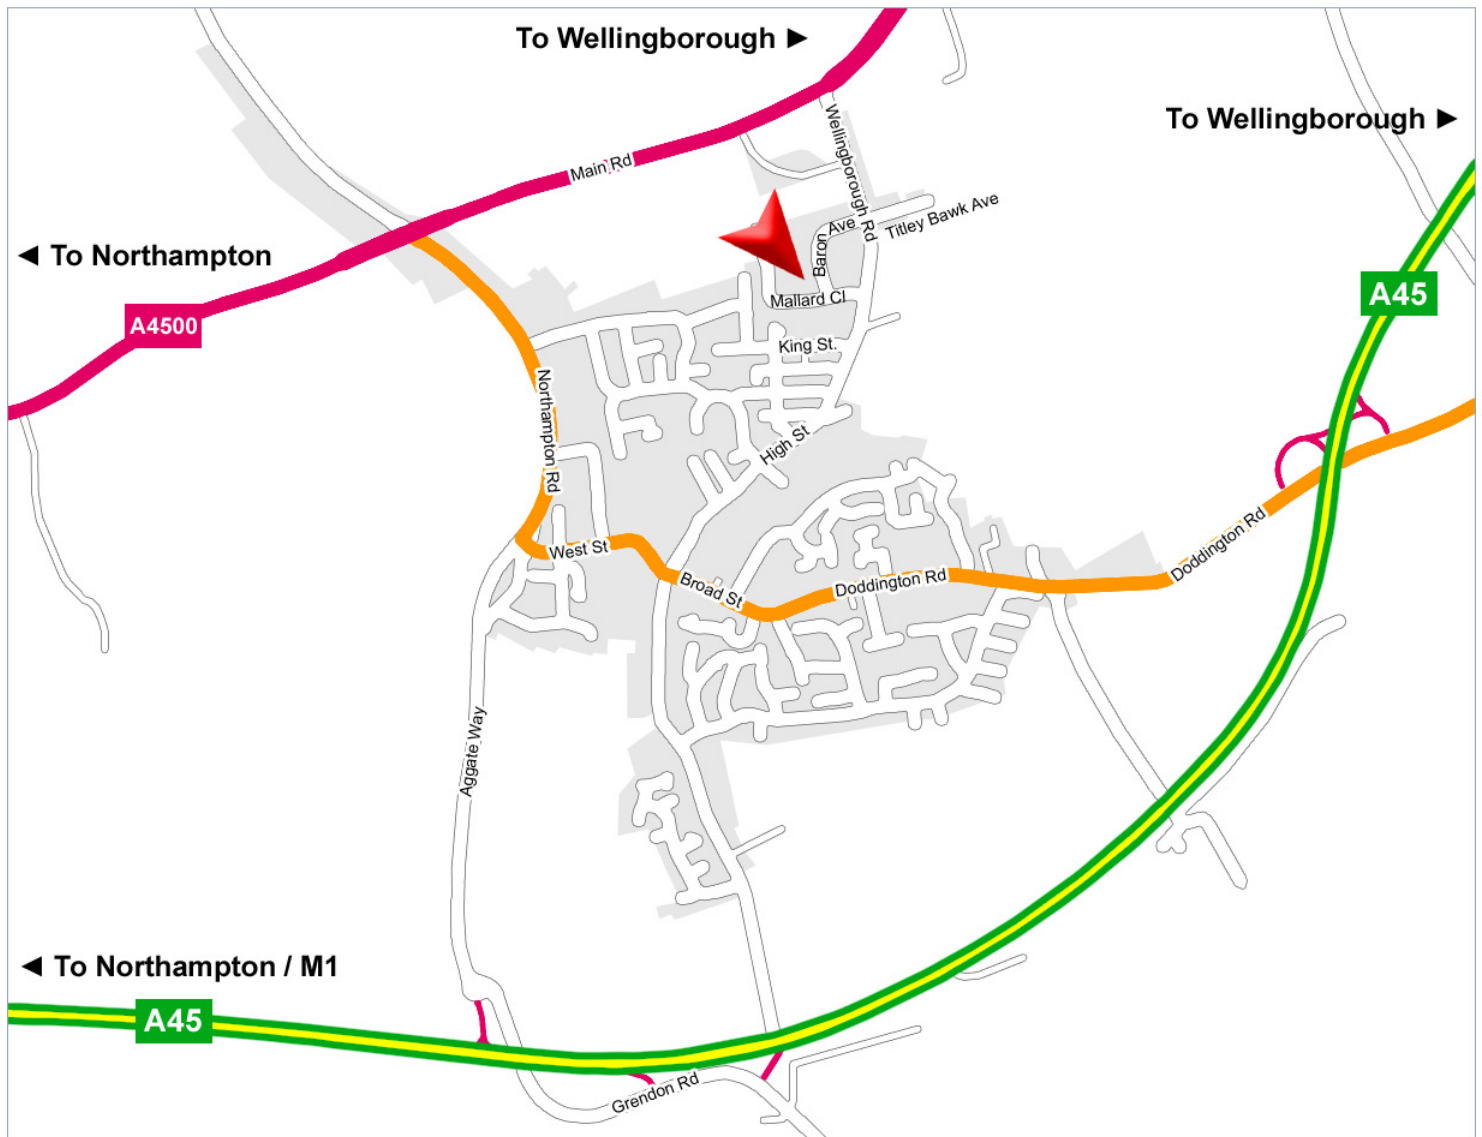 To Wellingborough ►
To Wellingborough ►
Wellingborough Rd
Main Rd
Titley Bawk Ave
Baron Ave
◄ To Northampton
A45
Mallard Cl
A4500
King St.
Northampton Rd
High St
Doddington Rd
West St
Broad St
Doddington Rd
Aggate Way
◄ To Northampton / M1
A45
Grendon Rd